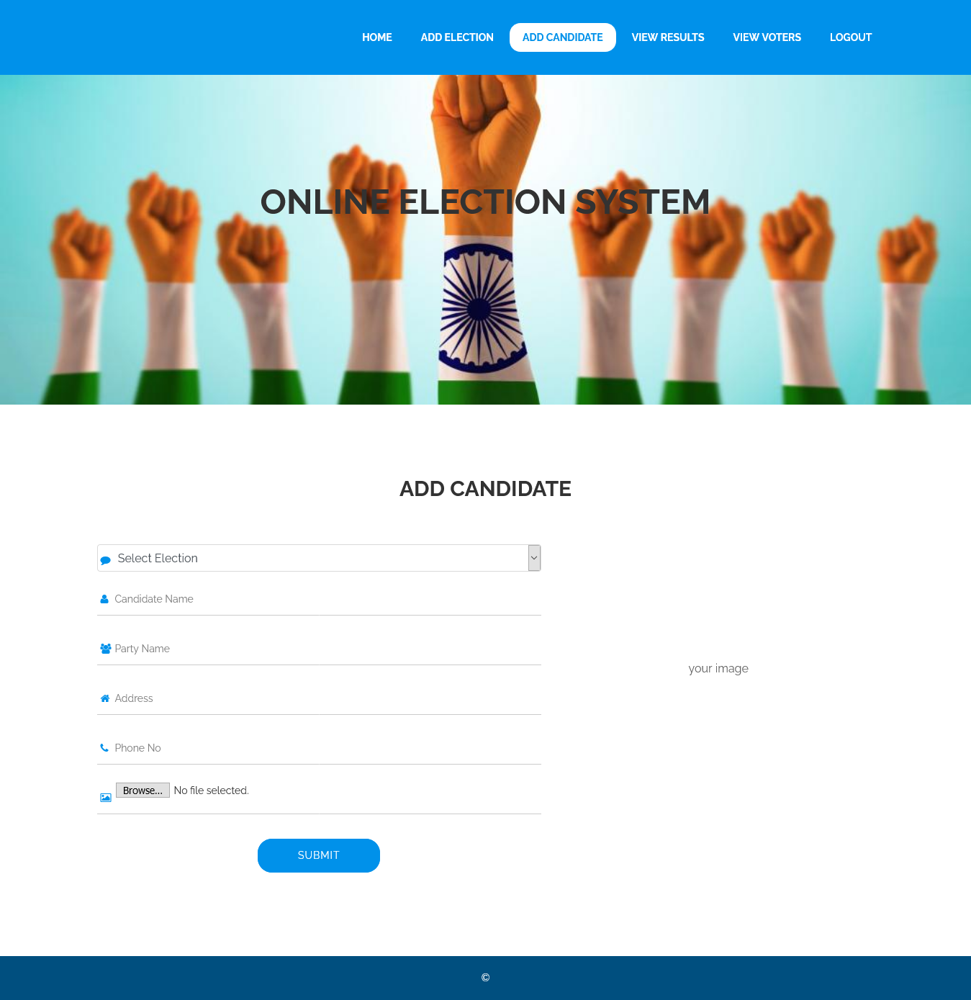 HOME ADD ELECTION ADD CANDIDATE VIEW RESULTS VIEW VOTERS LOGOUT
ONLINE ELECTION SYSTEM
ADD CANDIDATE
Select Election
Candidate Name
Party Name
your image
Address
Phone No
Browse... No file selected.
SUBMIT
©